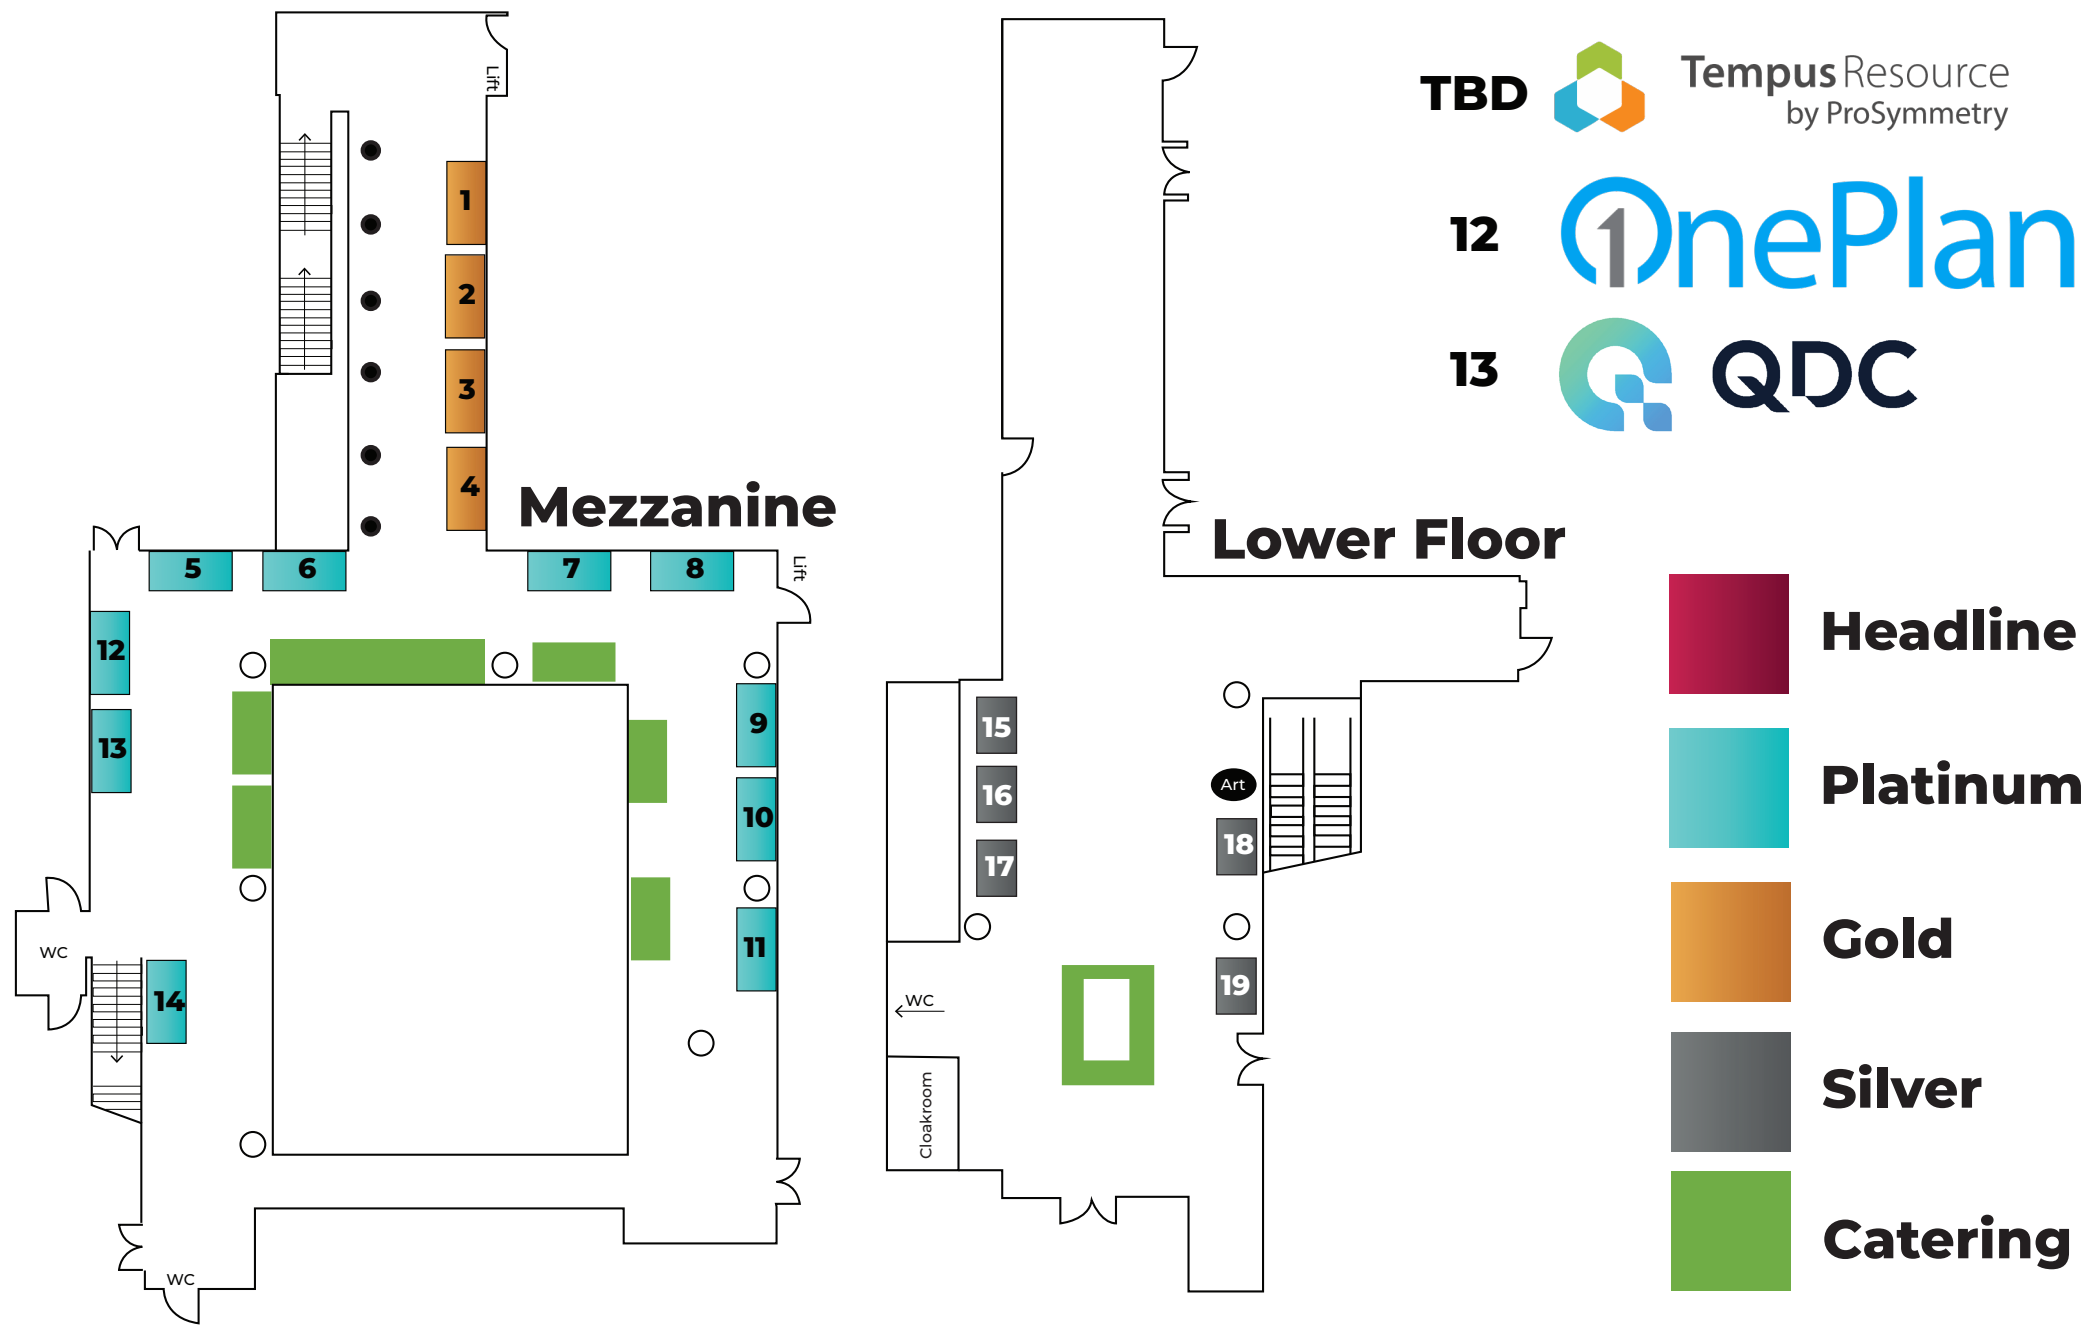 Lift
1
2
3
4
Mezzanine
5
6
7
8
Lift
12
13
9
10
11
WC
14
WC
Lower Floor
15
16
17
Art
18
19
WC
Cloakroom
TBD
Tempus Resource
by ProSymmetry
12
OnePlan
13
QDC
Headline
Platinum
Gold
Silver
Catering